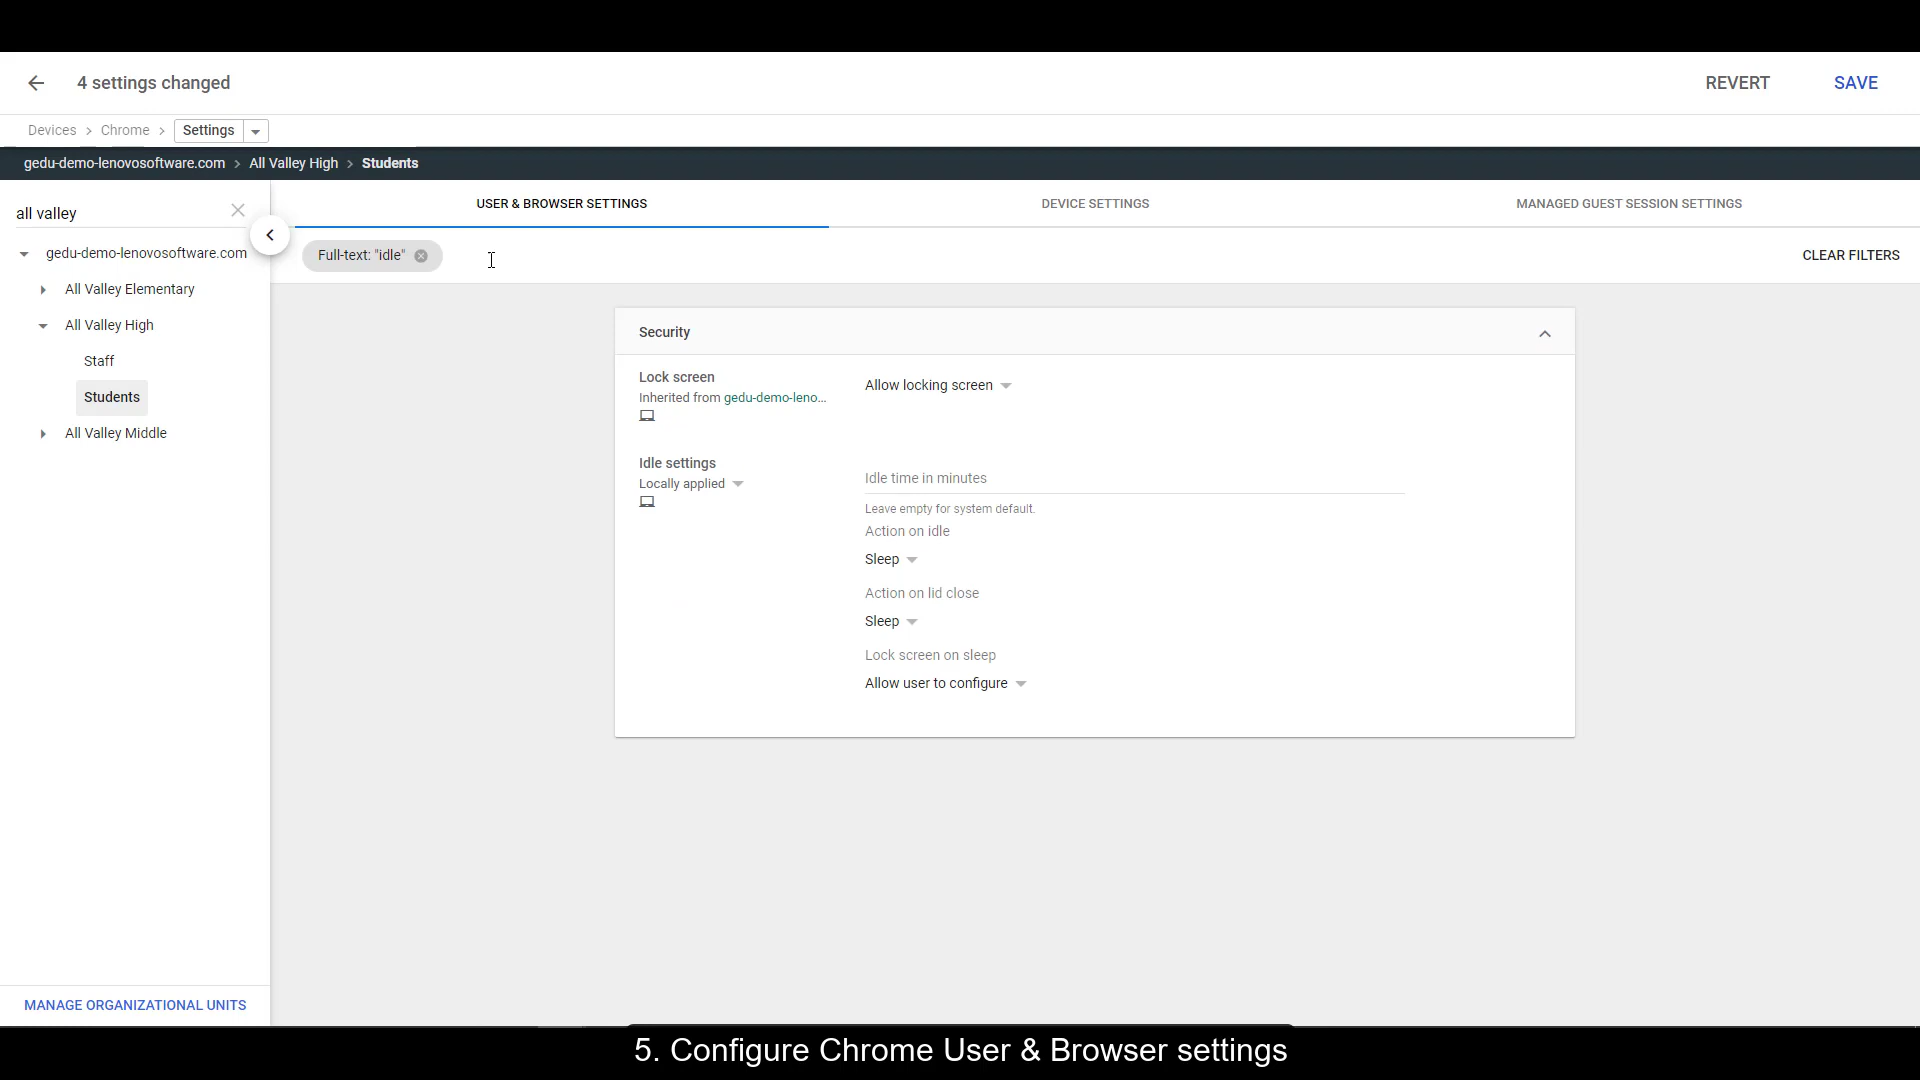 4 settings changed
REVERT
SAVE
Devices > Chrome > Settings
gedu-demo-lenovosoftware.com > All Valley High > Students
all valley
gedu-demo-lenovosoftware.com
All Valley Elementary
All Valley High
Staff
Students
All Valley Middle
MANAGE ORGANIZATIONAL UNITS
USER & BROWSER SETTINGS
DEVICE SETTINGS
MANAGED GUEST SESSION SETTINGS
Full-text: "idle"
CLEAR FILTERS
Security
Lock screen
Inherited from gedu-demo-leno...
Allow locking screen
Idle settings
Locally applied
Idle time in minutes
Leave empty for system default.
Action on idle
Sleep
Action on lid close
Sleep
Lock screen on sleep
Allow user to configure
5. Configure Chrome User & Browser settings